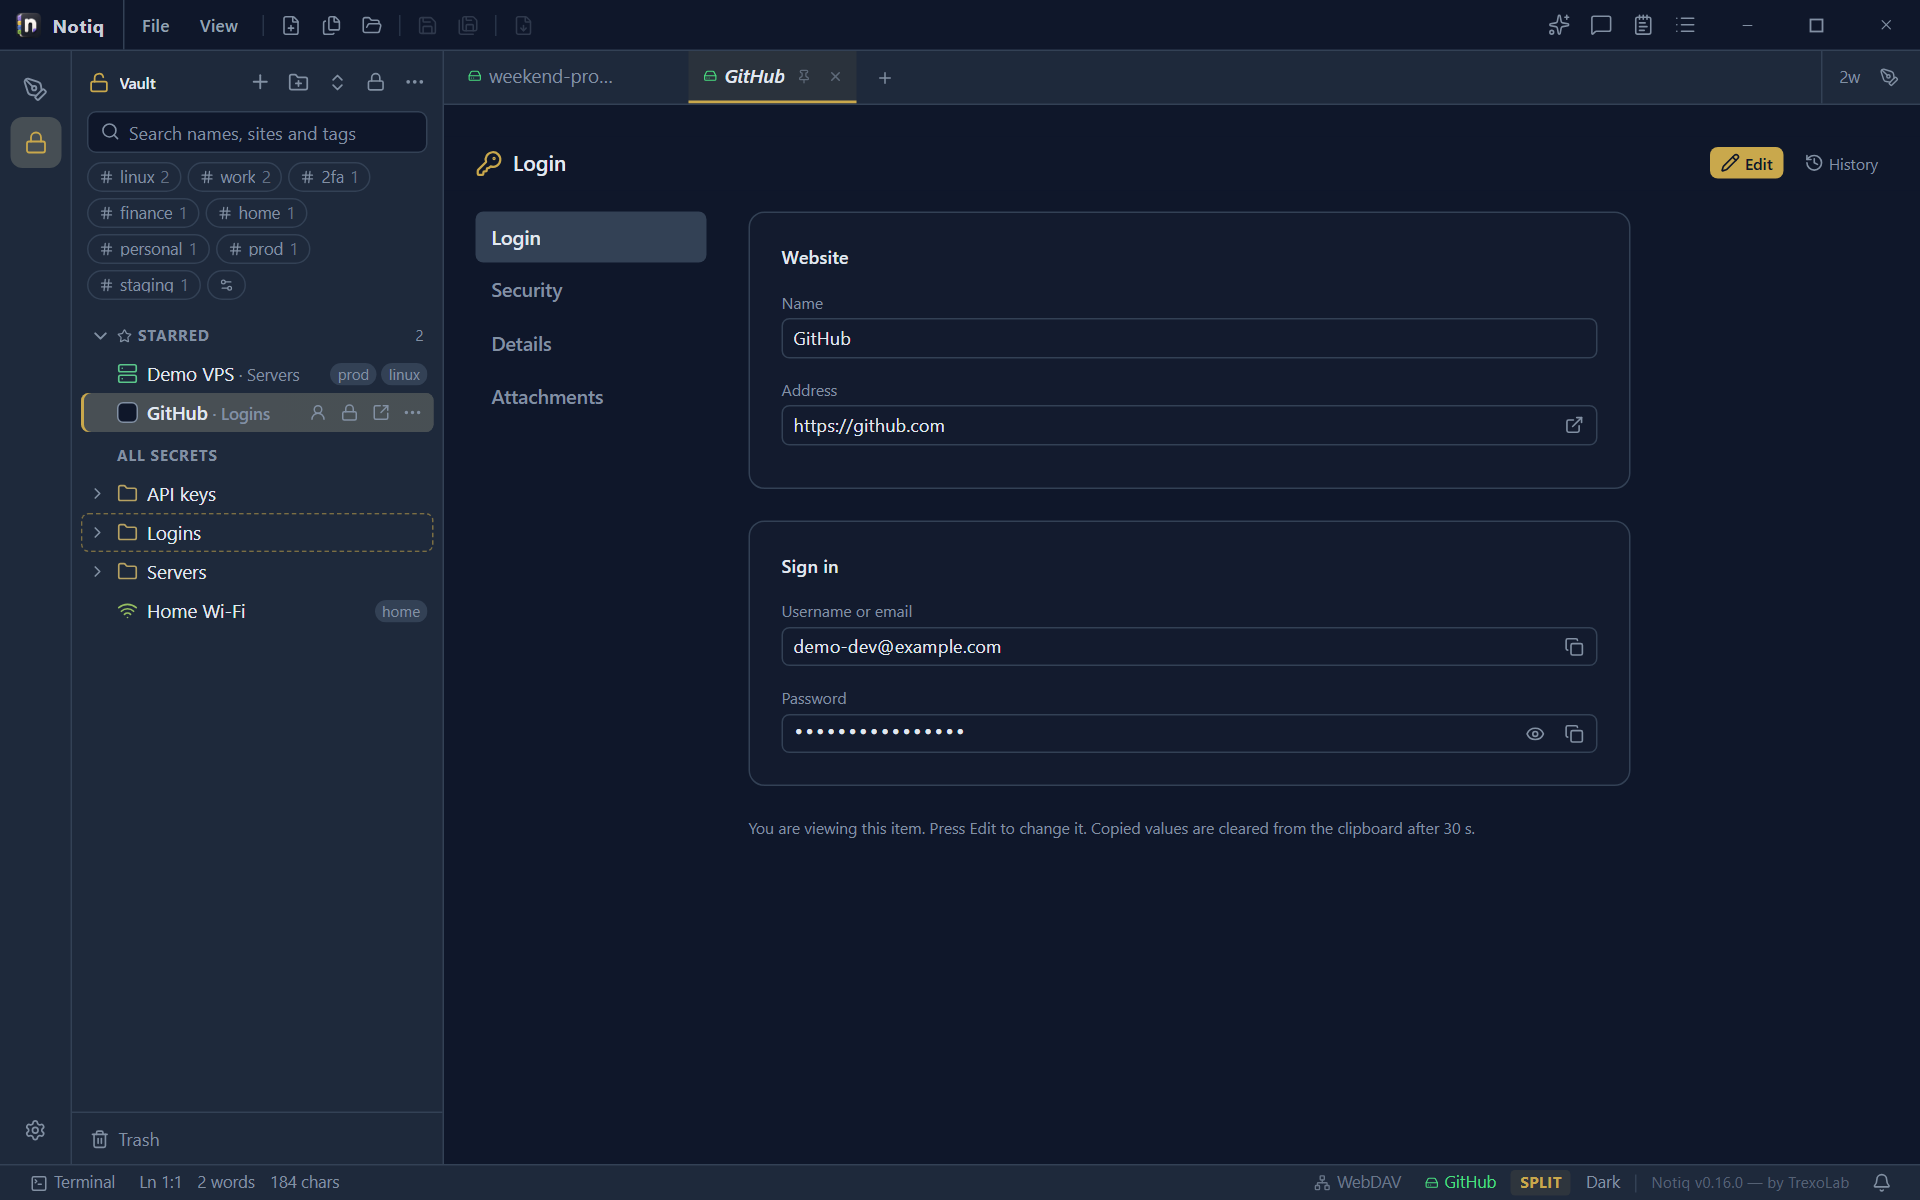 Notiq File View
Vault
Search names, sites and tags
# linux 2 # work 2 # 2fa 1
# finance 1 # home 1
# personal 1 # prod 1
# staging 1
STARRED 2
Demo VPS · Servers prod linux
GitHub · Logins
ALL SECRETS
API keys
Logins
Servers
Home Wi-Fi home
Trash
weekend-pro... GitHub 2w
Login Edit History
Login
Security
Details
Attachments
Website
Name
GitHub
Address
https://github.com
Sign in
Username or email
demo-dev@example.com
Password
••••••••••••••••
You are viewing this item. Press Edit to change it. Copied values are cleared from the clipboard after 30 s.
Terminal Ln 1:1 2 words 184 chars WebDAV GitHub SPLIT Dark Notiq v0.16.0 — by TrexoLab